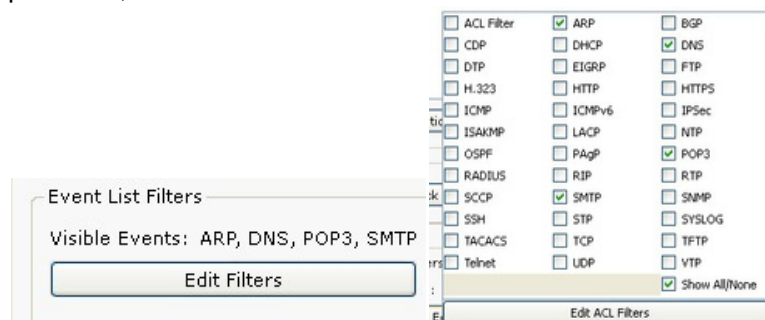 Event List Filters
Visible Events: ARP, DNS, POP3, SMTP
Edit Filters
ACL Filter ARP BGP
CDP DHCP DNS
DTP EIGRP FTP
H.323 HTTP HTTPS
ICMP ICMPv6 IPSec
ISAKMP LACP NTP
OSPF PAgP POP3
RADIUS RIP RTP
SCCP SMTP SNMP
SSH STP SYSLOG
TACACS TCP TFTP
Telnet UDP VTP
Show All/None
Edit ACL Filters